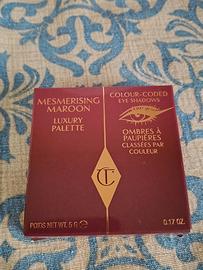 MESMERISING
MAROON
LUXURY
PALETTE
COLOUR-CODED
EYE SHADOWS
OMBRES À
PAUPIÈRES
CLASSÉES PAR
COULEUR
CT
POIDS NET WT. 5 G e
0.17 OZ.